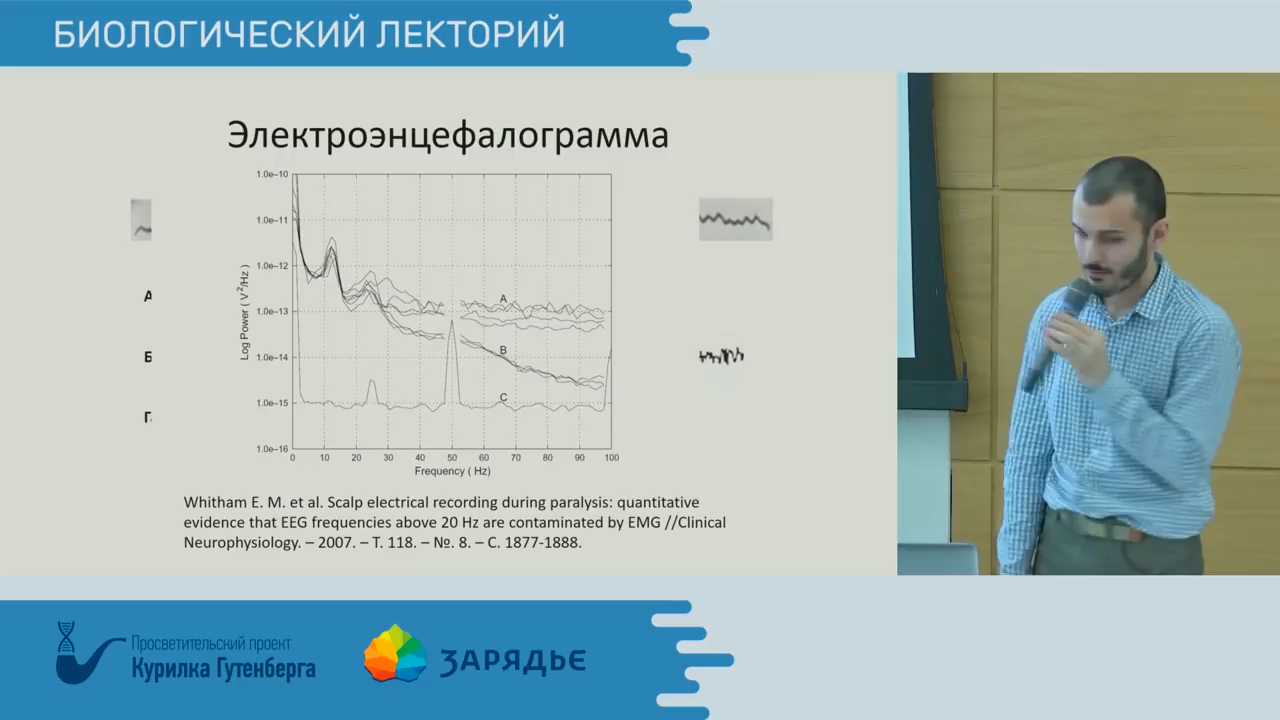 БИОЛОГИЧЕСКИЙ ЛЕКТОРИЙ
Электроэнцефалограмма
1.0e–10
1.0e–11
1.0e–12
1.0e–13
1.0e–14
1.0e–15
1.0e–16
Log Power ( V²/Hz )
A
B
C
0 10 20 30 40 50 60 70 80 90 100
Frequency ( Hz)
Б
Whitham E. M. et al. Scalp electrical recording during paralysis: quantitative
evidence that EEG frequencies above 20 Hz are contaminated by EMG //Clinical
Neurophysiology. – 2007. – Т. 118. – №. 8. – С. 1877-1888.
Просветительский проект
Курилка Гутенберга
ЗАРЯДЬЕ